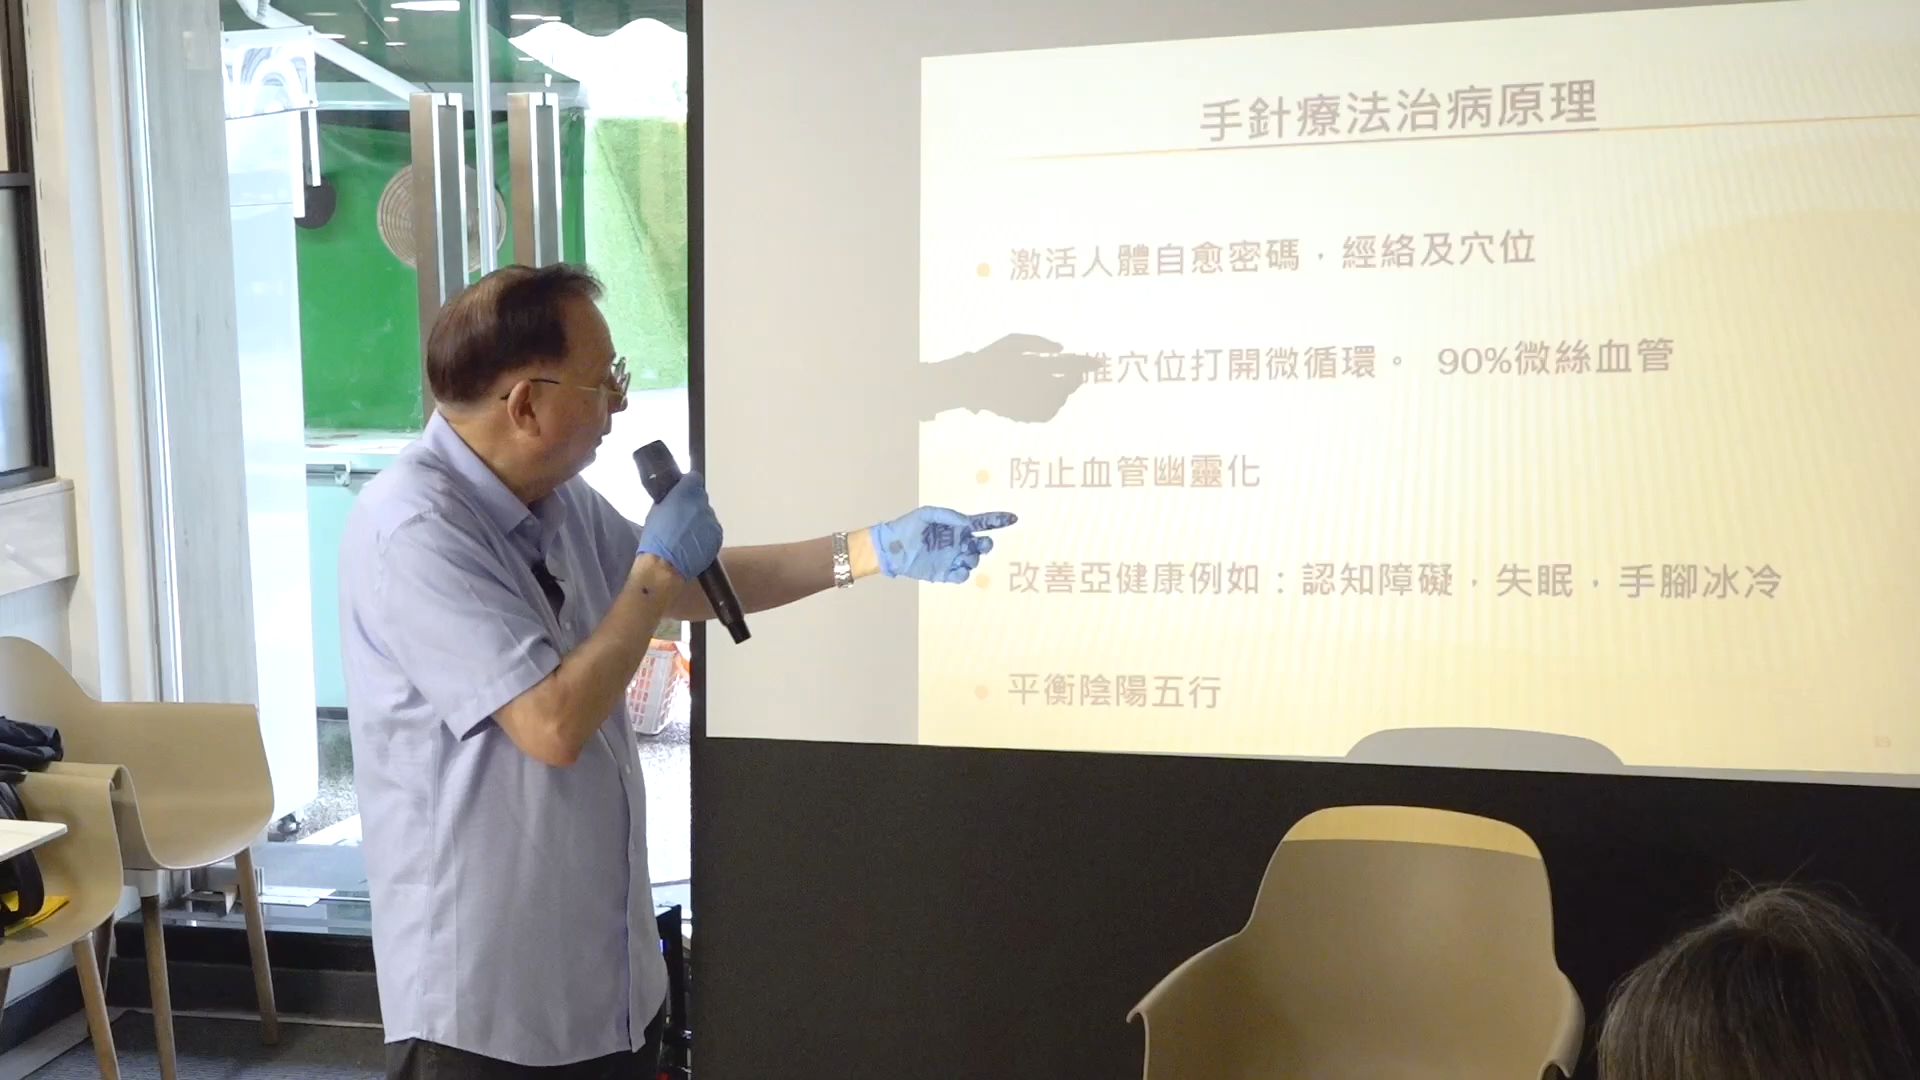 手針療法治病原理
激活人體自愈密碼，經絡及穴位
推穴位打開微循環。 90%微絲血管
防止血管幽靈化
改善亞健康例如：認知障礙，失眠，手腳冰冷
平衡陰陽五行
循